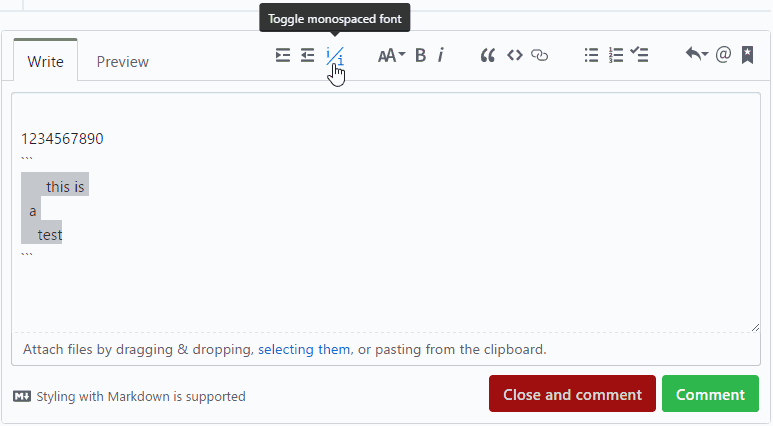 Toggle monospaced font
Write Preview
i/i AA B i “ <> @
1234567890
```
this is
a
test
```
Attach files by dragging & dropping, selecting them, or pasting from the clipboard.
M↓ Styling with Markdown is supported
Close and comment Comment